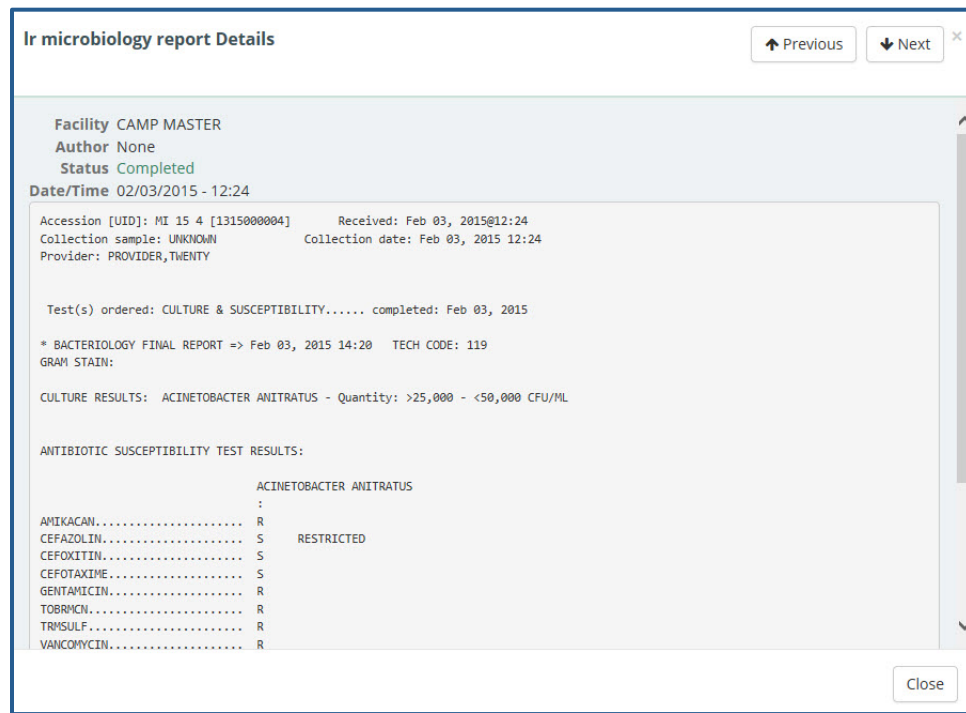 lr microbiology report Details
Previous
Next
×
Facility CAMP MASTER
Author None
Status Completed
Date/Time 02/03/2015 - 12:24
Accession [UID]: MI 15 4 [1315000004] Received: Feb 03, 2015@12:24
Collection sample: UNKNOWN Collection date: Feb 03, 2015 12:24
Provider: PROVIDER,TWENTY
Test(s) ordered: CULTURE & SUSCEPTIBILITY...... completed: Feb 03, 2015
* BACTERIOLOGY FINAL REPORT => Feb 03, 2015 14:20 TECH CODE: 119
GRAM STAIN:
CULTURE RESULTS: ACINETOBACTER ANITRATUS - Quantity: >25,000 - <50,000 CFU/ML
ANTIBIOTIC SUSCEPTIBILITY TEST RESULTS:
ACINETOBACTER ANITRATUS
:
AMIKACAN...................... R
CEFAZOLIN..................... S RESTRICTED
CEFOXITIN..................... S
CEFOTAXIME.................... S
GENTAMICIN.................... R
TOBRMCN....................... R
TRMSULF....................... R
VANCOMYCIN.................... R
Close